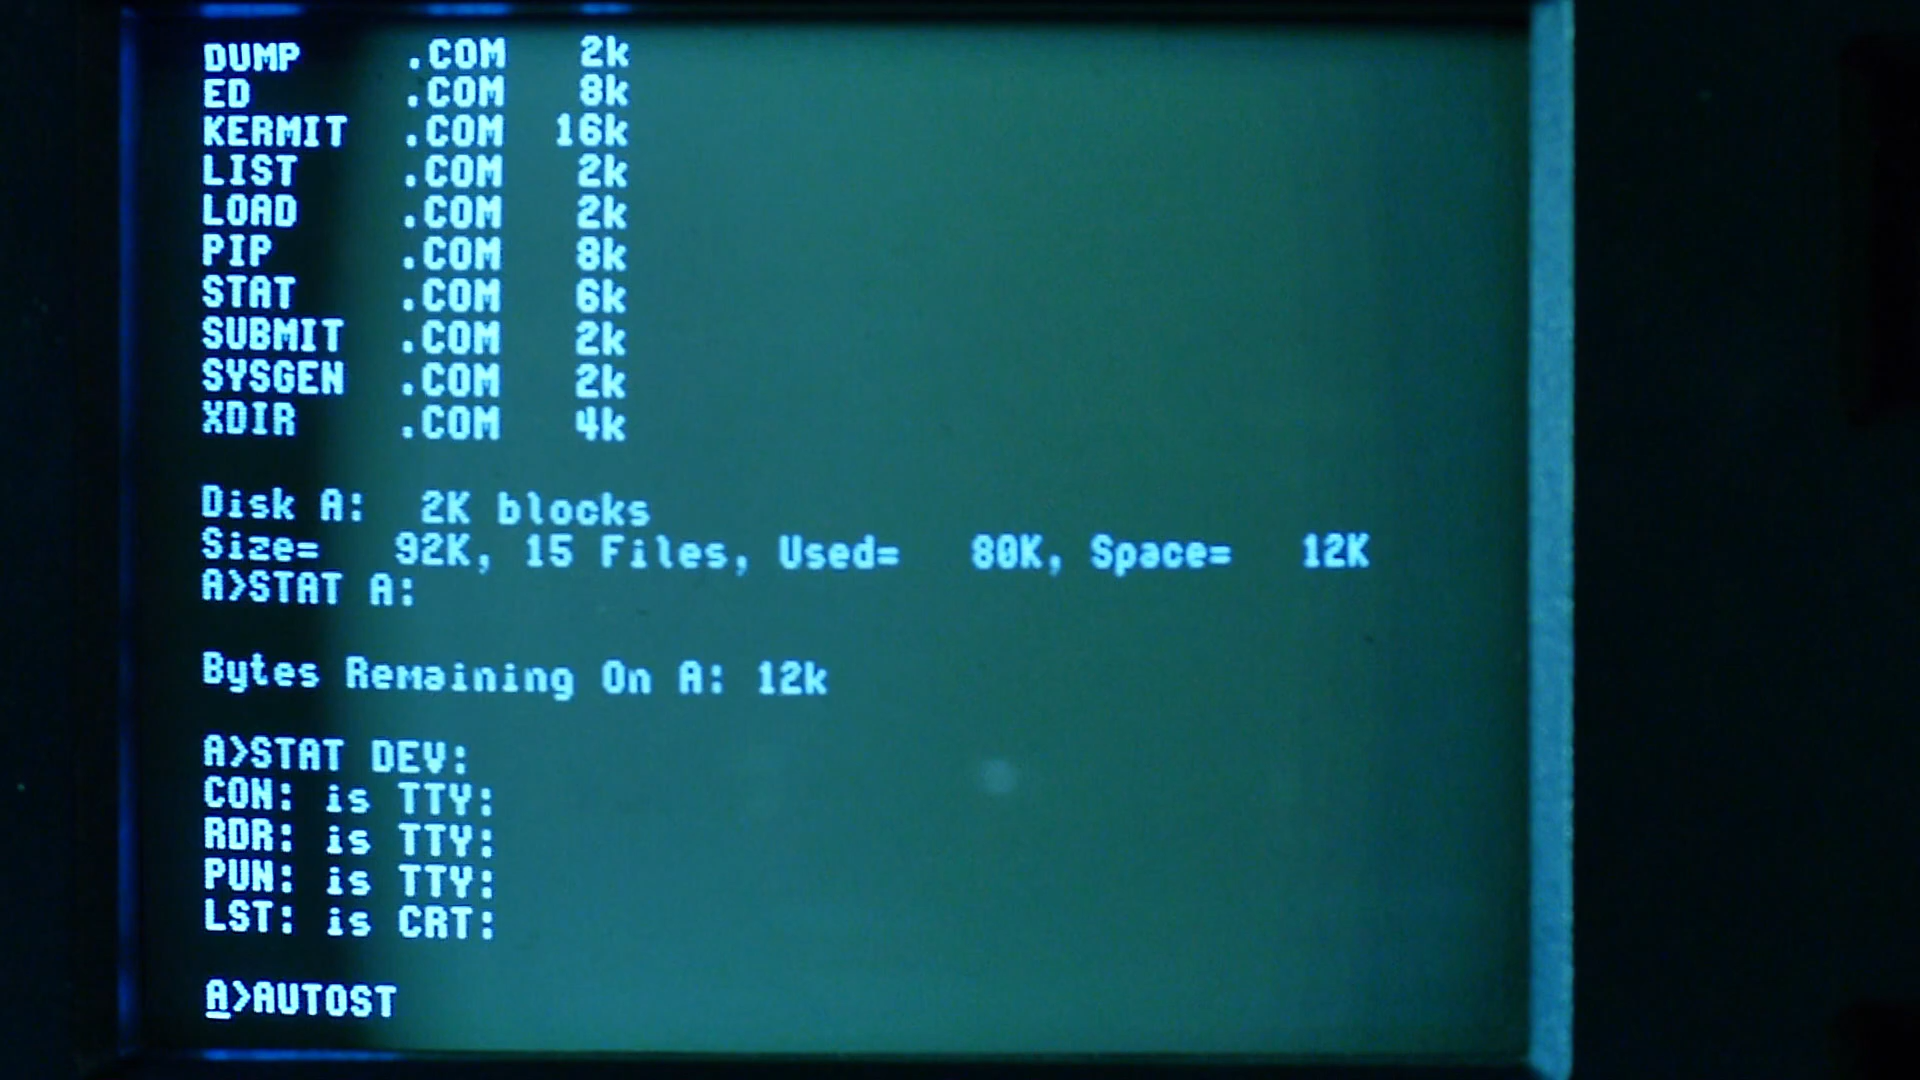 DUMP .COM 2k
ED .COM 8k
KERMIT .COM 16k
LIST .COM 2k
LOAD .COM 2k
PIP .COM 8k
STAT .COM 6k
SUBMIT .COM 2k
SYSGEN .COM 2k
XDIR .COM 4k
Disk A: 2K blocks
Size= 92K, 15 Files, Used= 80K, Space= 12K
A>STAT A:
Bytes Remaining On A: 12k
A>STAT DEV:
CON: is TTY:
RDR: is TTY:
PUN: is TTY:
LST: is CRT:
A>AUTOST